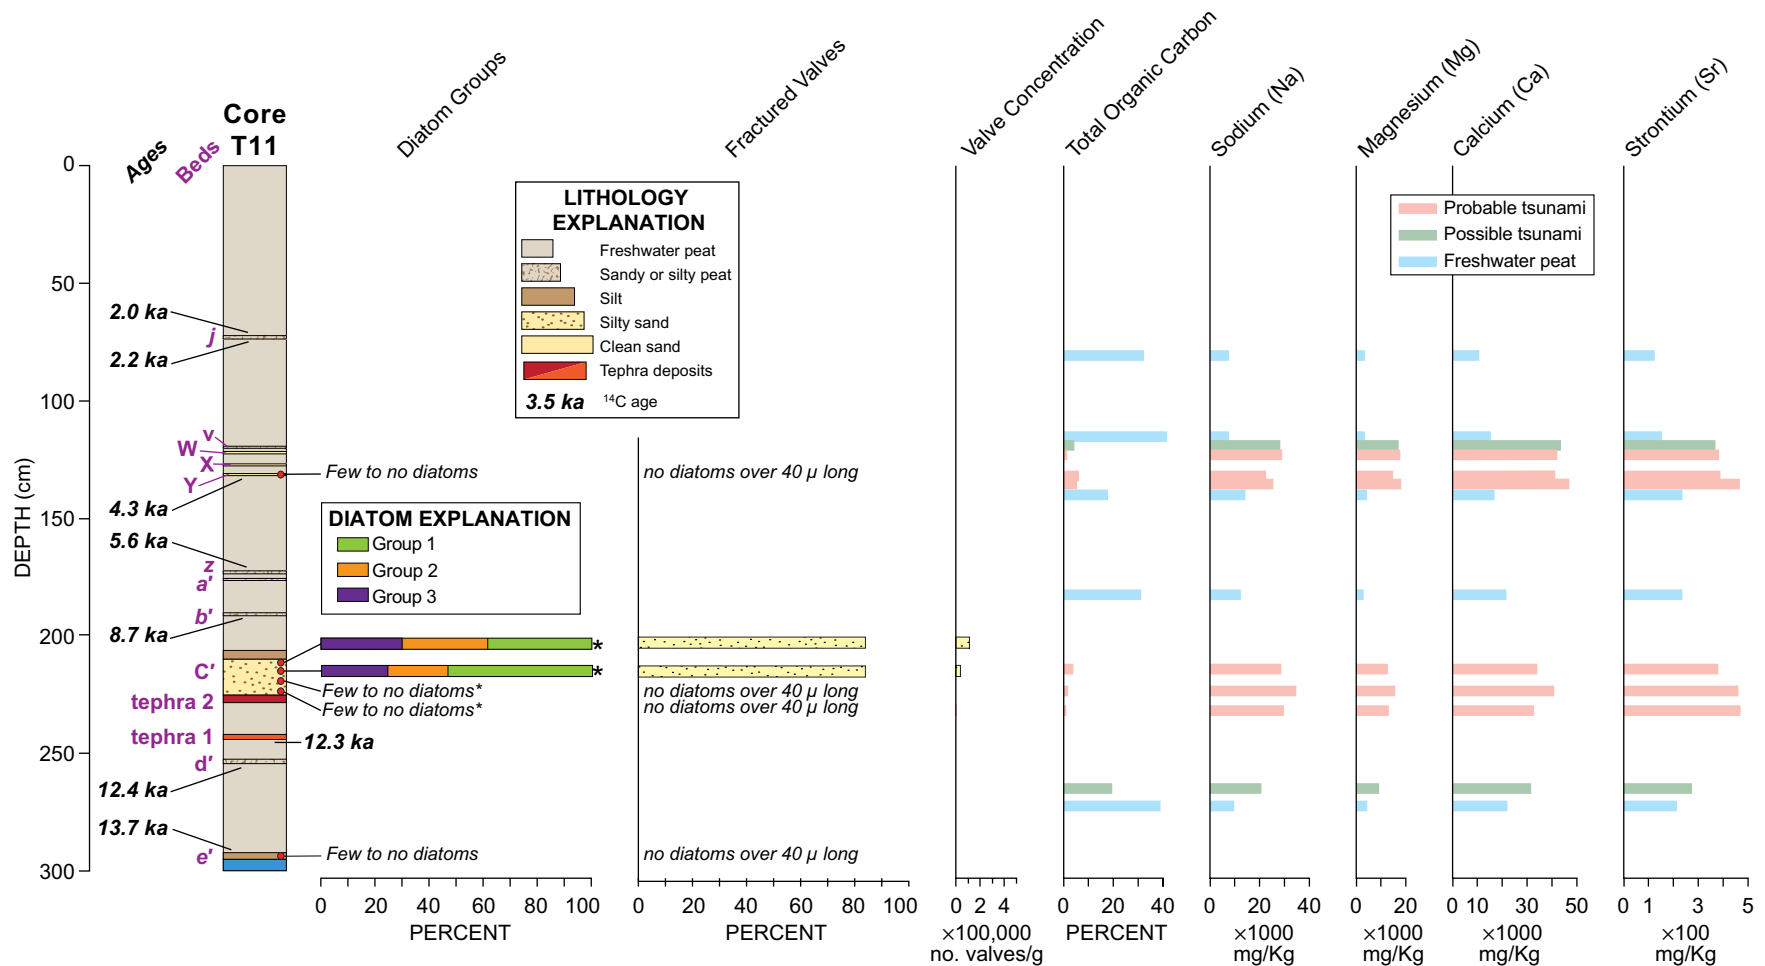 Core
T11
Ages
Beds
Diatom Groups
Fractured Valves
Valve Concentration
Total Organic Carbon
Sodium (Na)
Magnesium (Mg)
Calcium (Ca)
Strontium (Sr)
DEPTH (cm)
0
50
100
150
200
250
300
2.0 ka
2.2 ka
4.3 ka
5.6 ka
8.7 ka
12.3 ka
12.4 ka
13.7 ka
j
v
W
X
Y
z
a'
b'
C'
tephra 2
tephra 1
d'
e'
LITHOLOGY
EXPLANATION
Freshwater peat
Sandy or silty peat
Silt
Silty sand
Clean sand
Tephra deposits
3.5 ka 14C age
Probable tsunami
Possible tsunami
Freshwater peat
Few to no diatoms
no diatoms over 40 µ long
DIATOM EXPLANATION
Group 1
Group 2
Group 3
*
*
Few to no diatoms*
no diatoms over 40 µ long
Few to no diatoms*
no diatoms over 40 µ long
Few to no diatoms
no diatoms over 40 µ long
0 20 40 60 80 100
PERCENT
0 20 40 60 80 100
PERCENT
0 2 4
×100,000
no. valves/g
0 20 40
PERCENT
0 20 40
×1000
mg/Kg
0 20
×1000
mg/Kg
0 10 30 50
×1000
mg/Kg
0 1 3 5
×100
mg/Kg